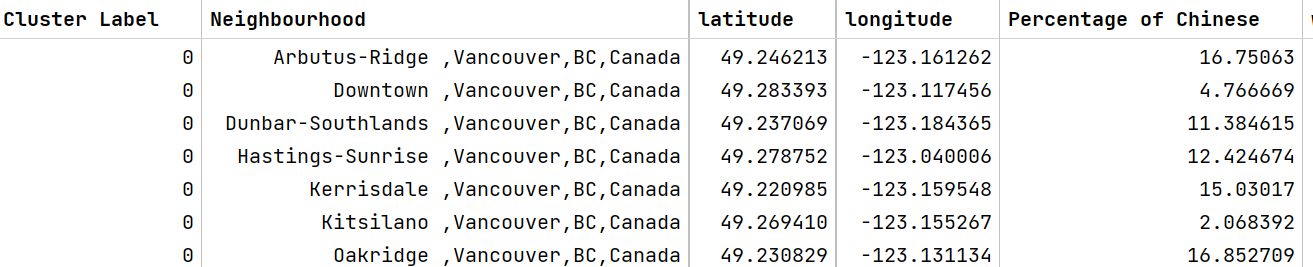 Cluster Label Neighbourhood latitude longitude Percentage of Chinese
0 Arbutus-Ridge ,Vancouver,BC,Canada 49.246213 -123.161262 16.75063
0 Downtown ,Vancouver,BC,Canada 49.283393 -123.117456 4.766669
0 Dunbar-Southlands ,Vancouver,BC,Canada 49.237069 -123.184365 11.384615
0 Hastings-Sunrise ,Vancouver,BC,Canada 49.278752 -123.040006 12.424674
0 Kerrisdale ,Vancouver,BC,Canada 49.220985 -123.159548 15.03017
0 Kitsilano ,Vancouver,BC,Canada 49.269410 -123.155267 2.068392
0 Oakridge ,Vancouver,BC,Canada 49.230829 -123.131134 16.852709